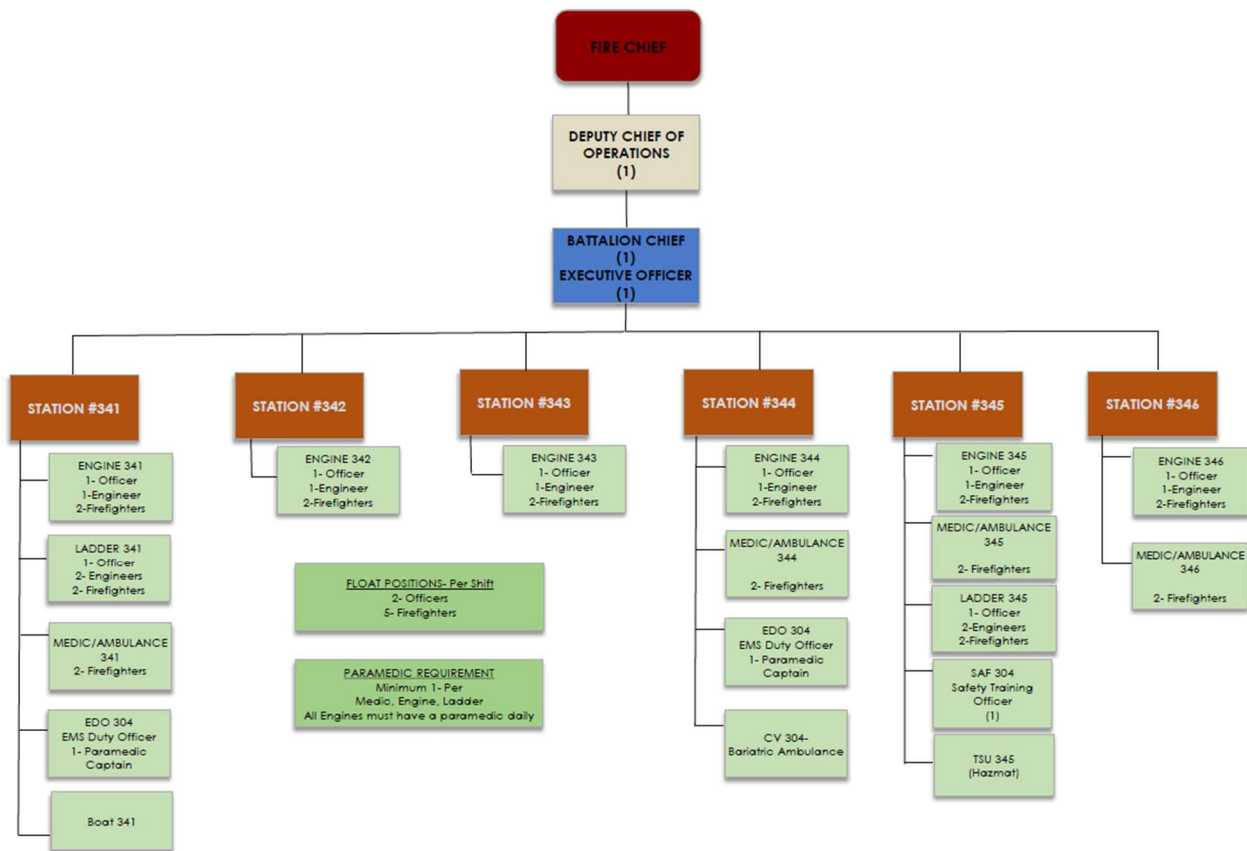 FIRE CHIEF
DEPUTY CHIEF OF
OPERATIONS
(1)
BATTALION CHIEF
(1)
EXECUTIVE OFFICER
(1)
STATION #341
ENGINE 341
1- Officer
1-Engineer
2-Firefighters
LADDER 341
1- Officer
2- Engineers
2- Firefighters
MEDIC/AMBULANCE
341
2- Firefighters
EDO 304
EMS Duty Officer
1- Paramedic
Captain
Boat 341
STATION #342
ENGINE 342
1- Officer
1-Engineer
2-Firefighters
STATION #343
ENGINE 343
1- Officer
1-Engineer
2-Firefighters
FLOAT POSITIONS- Per Shift
2- Officers
5- Firefighters
PARAMEDIC REQUIREMENT
Minimum 1- Per
Medic, Engine, Ladder
All Engines must have a paramedic daily
STATION #344
ENGINE 344
1- Officer
1-Engineer
2-Firefighters
MEDIC/AMBULANCE
344
2- Firefighters
EDO 304
EMS Duty Officer
1- Paramedic
Captain
CV 304-
Bariatric Ambulance
STATION #345
ENGINE 345
1- Officer
1-Engineer
2-Firefighters
MEDIC/AMBULANCE
345
2- Firefighters
LADDER 345
1- Officer
2-Engineers
2-Firefighters
SAF 304
Safety Training
Officer
(1)
TSU 345
(Hazmat)
STATION #346
ENGINE 346
1- Officer
1-Engineer
2-Firefighters
MEDIC/AMBULANCE
346
2- Firefighters